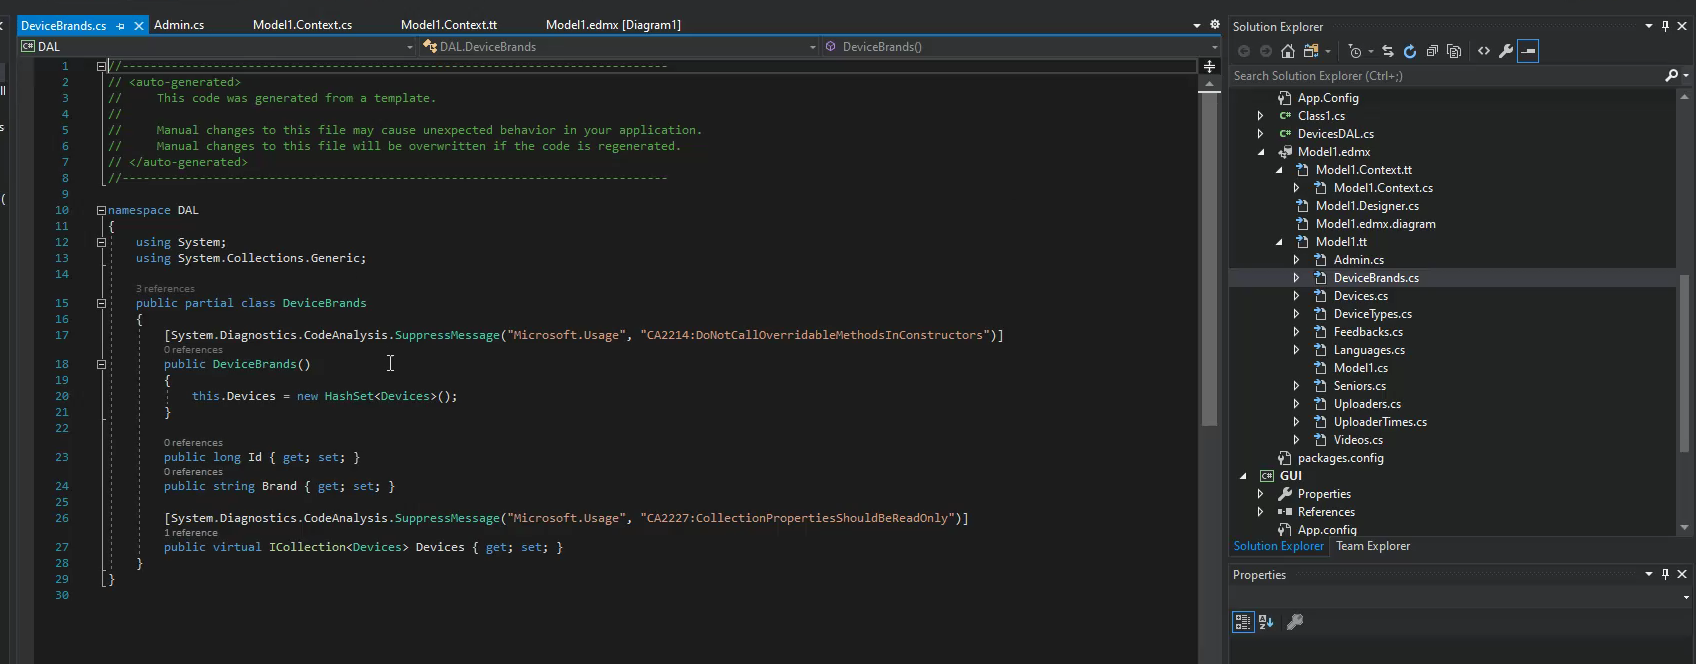 DeviceBrands.cs Admin.cs Model1.Context.cs Model1.Context.tt Model1.edmx [Diagram1]
C# DAL DAL.DeviceBrands DeviceBrands()
1 //------------------------------------------------------------------------------
2 // <auto-generated>
3 //     This code was generated from a template.
4 //
5 //     Manual changes to this file may cause unexpected behavior in your application.
6 //     Manual changes to this file will be overwritten if the code is regenerated.
7 // </auto-generated>
8 //------------------------------------------------------------------------------
9
10 namespace DAL
11 {
12     using System;
13     using System.Collections.Generic;
14
3 references
15     public partial class DeviceBrands
16     {
17         [System.Diagnostics.CodeAnalysis.SuppressMessage("Microsoft.Usage", "CA2214:DoNotCallOverridableMethodsInConstructors")]
0 references
18         public DeviceBrands()
19         {
20             this.Devices = new HashSet<Devices>();
21         }
22
0 references
23         public long Id { get; set; }
0 references
24         public string Brand { get; set; }
25
26         [System.Diagnostics.CodeAnalysis.SuppressMessage("Microsoft.Usage", "CA2227:CollectionPropertiesShouldBeReadOnly")]
1 reference
27         public virtual ICollection<Devices> Devices { get; set; }
28     }
29 }
30
Solution Explorer
Search Solution Explorer (Ctrl+;)
App.Config
C# Class1.cs
C# DevicesDAL.cs
Model1.edmx
Model1.Context.tt
Model1.Context.cs
Model1.Designer.cs
Model1.edmx.diagram
Model1.tt
Admin.cs
DeviceBrands.cs
Devices.cs
DeviceTypes.cs
Feedbacks.cs
Languages.cs
Model1.cs
Seniors.cs
Uploaders.cs
UploaderTimes.cs
Videos.cs
packages.config
C# GUI
Properties
References
App.config
Solution Explorer Team Explorer
Properties